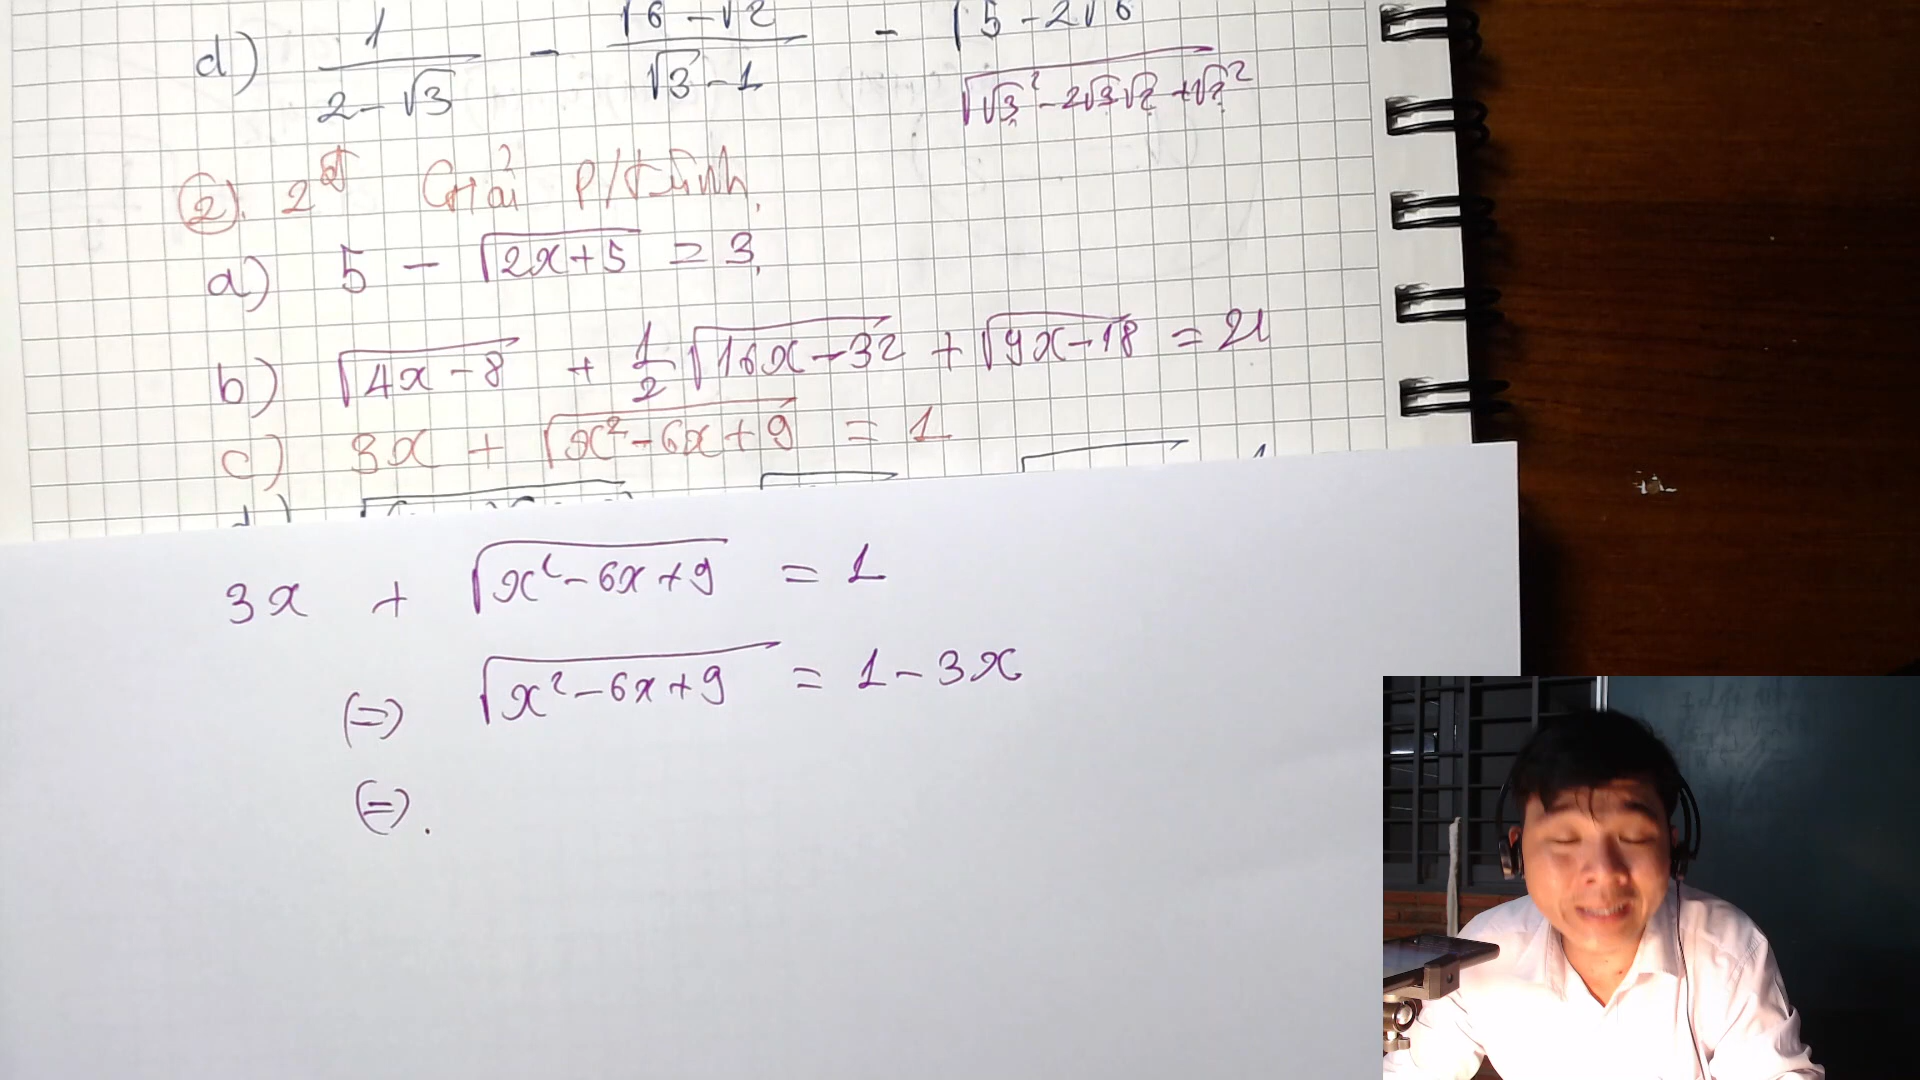 d) 1/(2-√3) - (√6-√2)/(√3-1) - √5-2√6
√(√3² - 2√3√2 + √2²)
②. 2đ Giải P/trình.
a) 5 - √(2x+5) = 3.
b) √(4x-8) + 1/2 √(16x-32) + √(9x-18) = 21
c) 3x + √(x²-6x+9) = 1
d)
3x + √(x²-6x+9) = 1
(=) √(x²-6x+9) = 1-3x
(=).